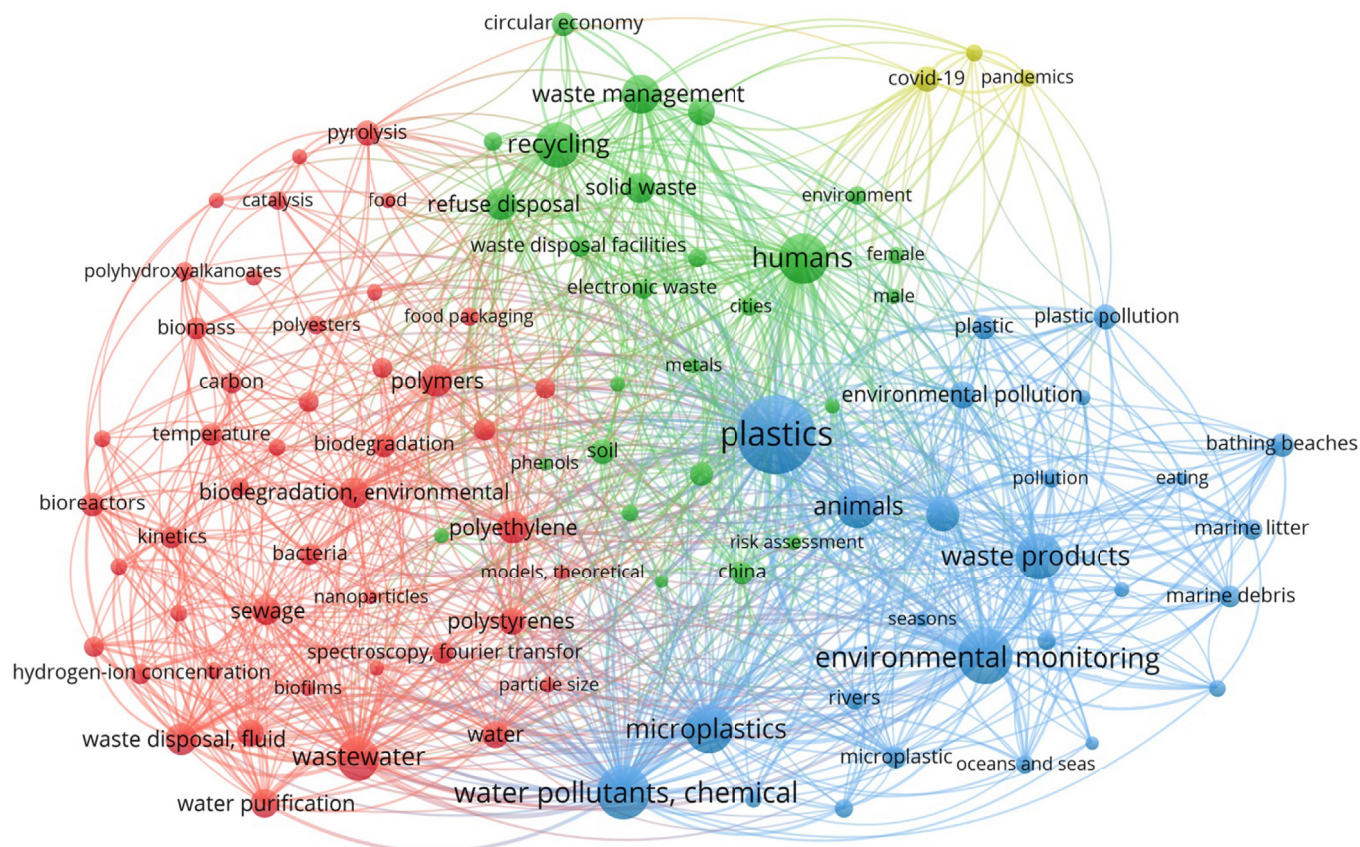 circular economy
covid-19
pandemics
waste management
pyrolysis
recycling
solid waste
environment
catalysis
food
refuse disposal
waste disposal facilities
humans
female
polyhydroxyalkanoates
electronic waste
male
cities
biomass
polyesters
food packaging
plastic
plastic pollution
metals
carbon
polymers
environmental pollution
temperature
biodegradation
plastics
bathing beaches
soil
phenols
pollution
eating
bioreactors
biodegradation, environmental
animals
kinetics
polyethylene
marine litter
bacteria
risk assessment
waste products
models, theoretical
china
nanoparticles
marine debris
sewage
polystyrenes
seasons
spectroscopy, fourier transfor
environmental monitoring
hydrogen-ion concentration
biofilms
particle size
rivers
waste disposal, fluid
water
microplastics
wastewater
microplastic
oceans and seas
water purification
water pollutants, chemical